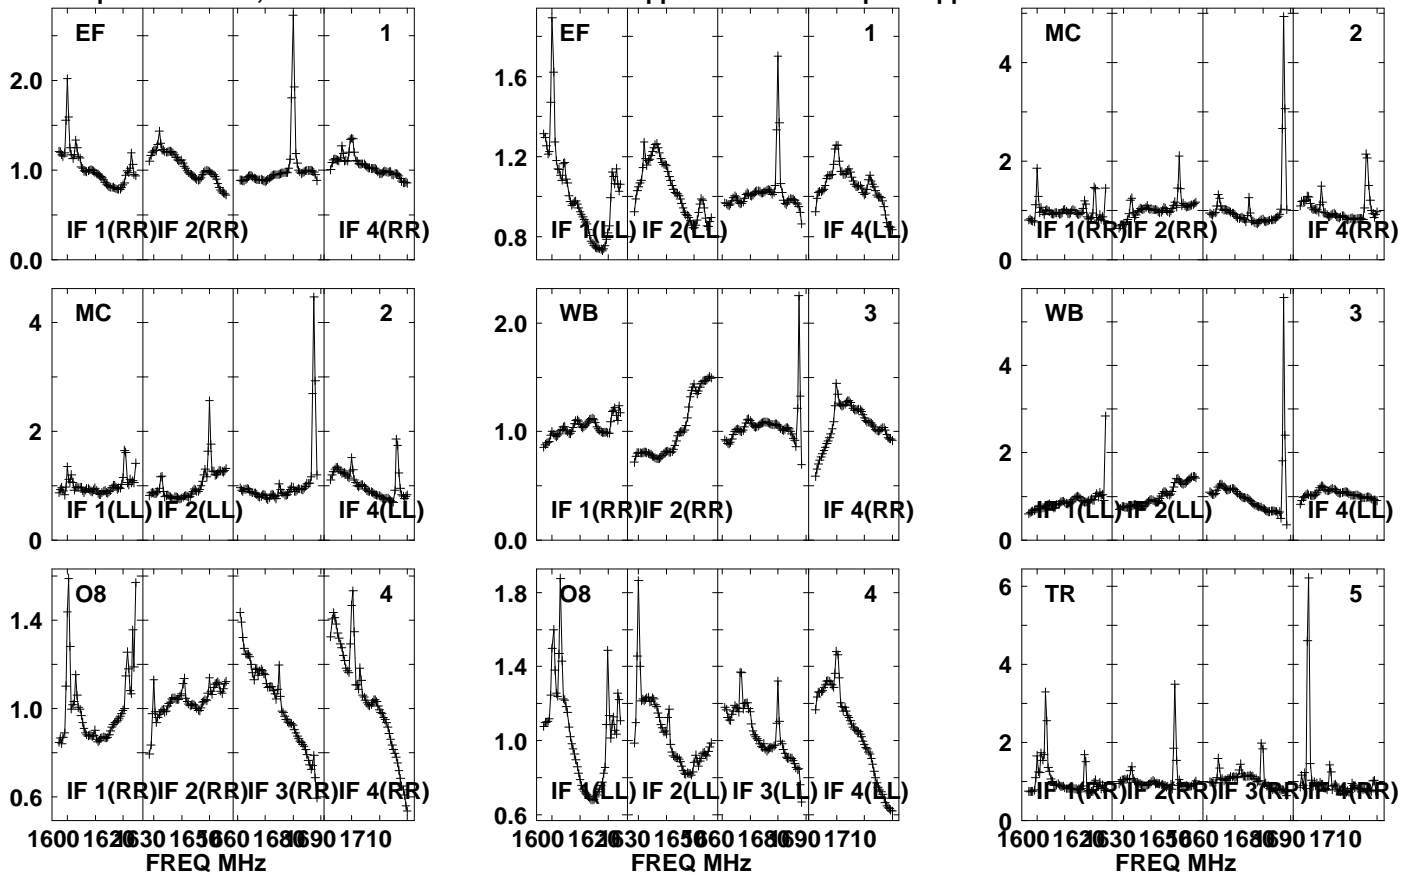 EF 1
2.0
1.0
0.0
IF 1(RR) IF 2(RR) IF 4(RR)
EF 1
1.6
1.2
0.8
IF 1(LL) IF 2(LL) IF 4(LL)
MC 2
4
2
0
IF 1(RR) IF 2(RR) IF 4(RR)
MC 2
4
2
0
IF 1(LL) IF 2(LL) IF 4(LL)
WB 3
2.0
1.0
0.0
IF 1(RR) IF 2(RR) IF 4(RR)
WB 3
4
2
0
IF 1(LL) IF 2(LL) IF 4(LL)
O8 4
1.4
1.0
0.6
IF 1(RR) IF 2(RR) IF 3(RR) IF 4(RR)
1600 1620 1630 1650 1660 1680 1690 1710
FREQ MHz
O8 4
1.8
1.4
1.0
0.6
IF 1(LL) IF 2(LL) IF 3(LL) IF 4(LL)
1600 1620 1630 1650 1660 1680 1690 1710
FREQ MHz
TR 5
6
4
2
0
IF 1(RR) IF 2(RR) IF 3(RR) IF 4(RR)
1600 1620 1630 1650 1660 1680 1690 1710
FREQ MHz